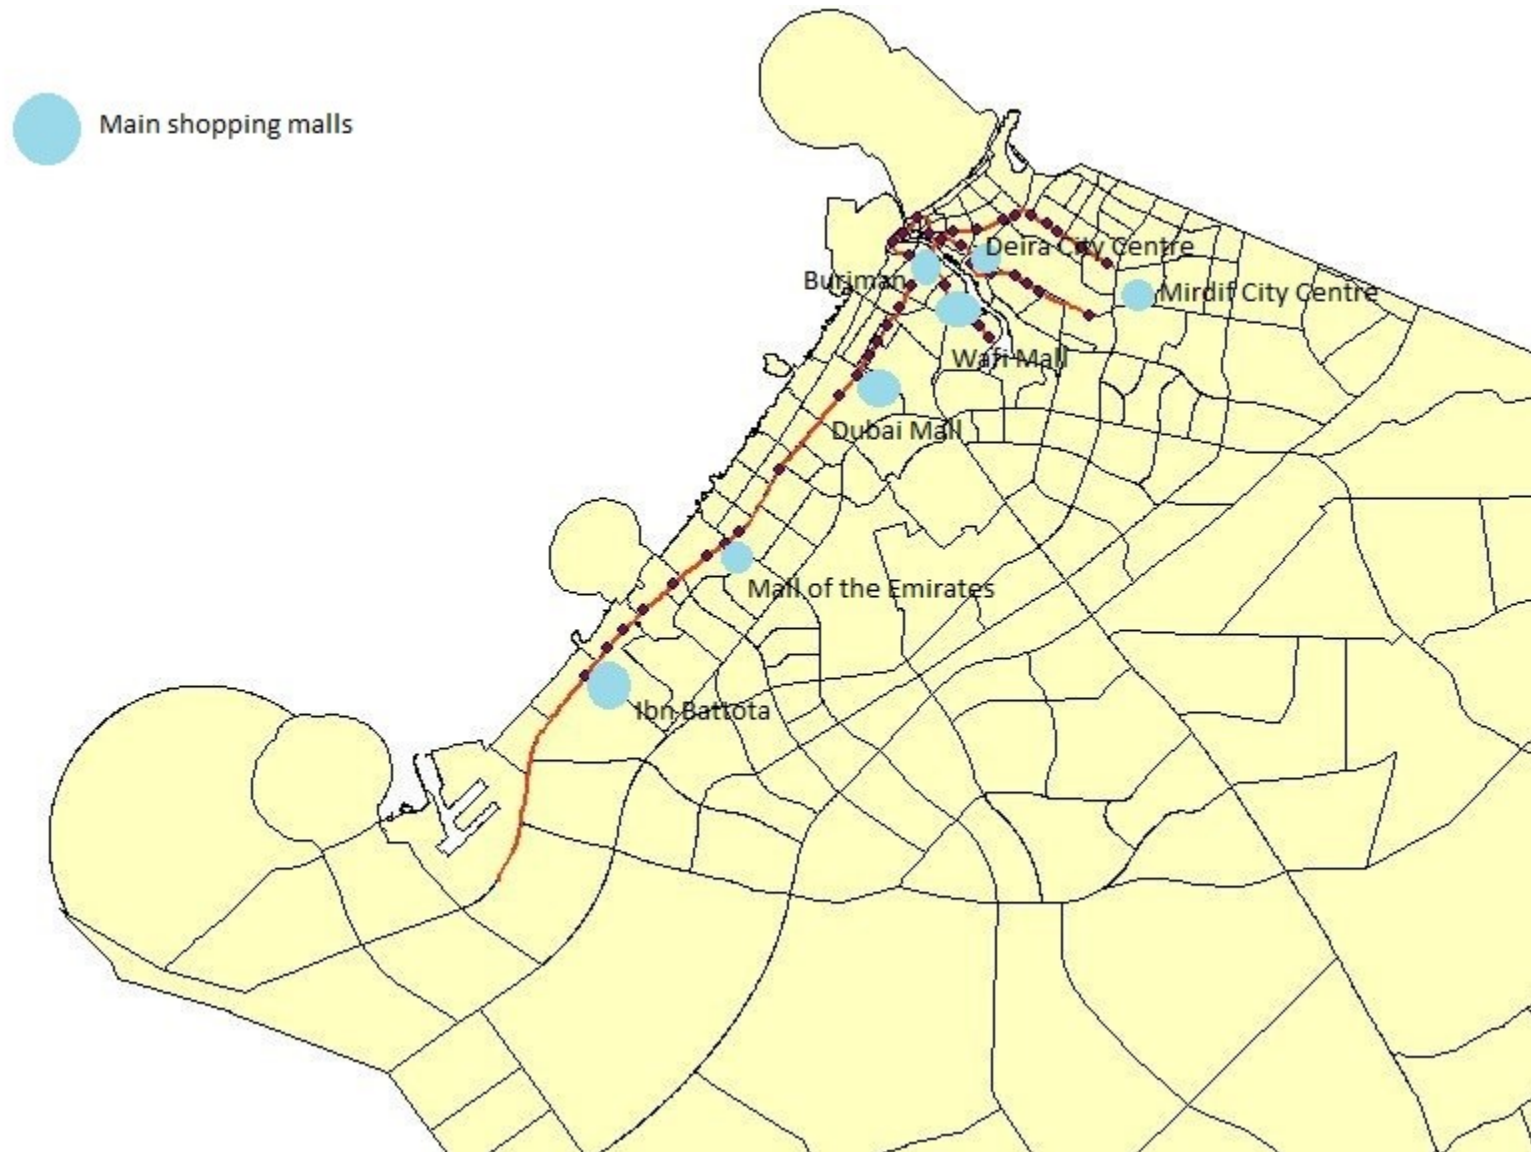 Main shopping malls
Deira City Centre
Burjman
Mirdif City Centre
Wafi Mall
Dubai Mall
Mall of the Emirates
Ibn Battota